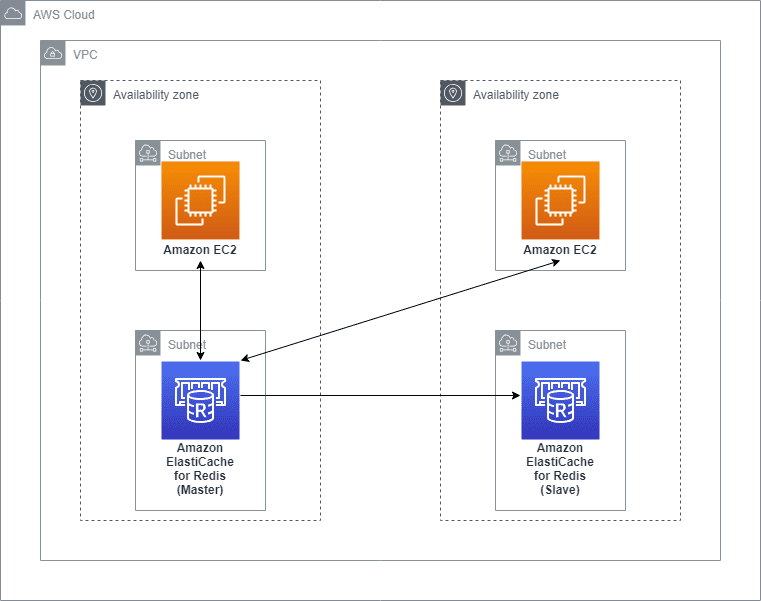 AWS Cloud
VPC
Availability zone
Availability zone
Subnet
Amazon EC2
Subnet
Amazon EC2
Subnet
R
Amazon
ElastiCache
for Redis
(Master)
Subnet
R
Amazon
ElastiCache
for Redis
(Slave)